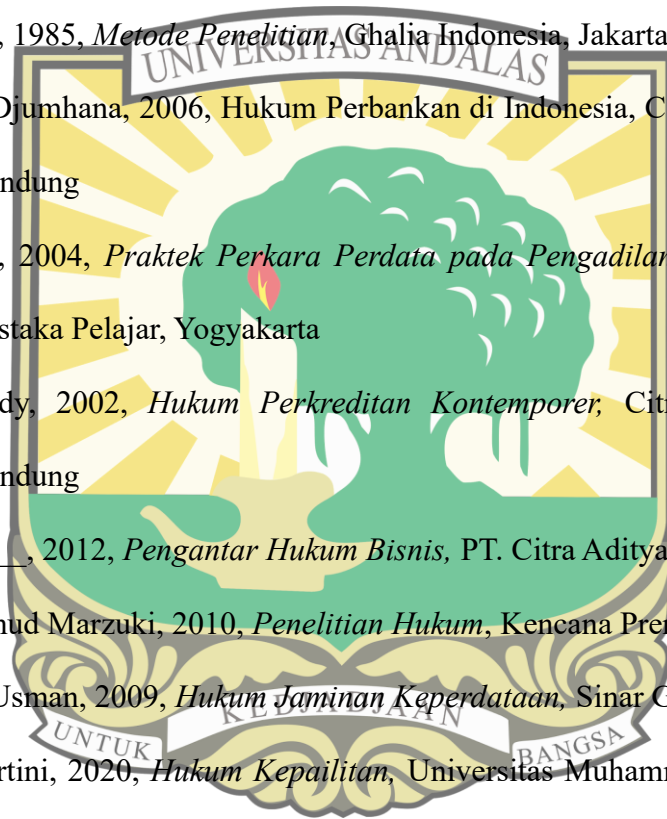 , 1985, Metode Penelitian, Ghalia Indonesia, Jakarta
UNIVERSITAS ANDALAS
Djumhana, 2006, Hukum Perbankan di Indonesia, C
ndung
, 2004, Praktek Perkara Perdata pada Pengadilan
staka Pelajar, Yogyakarta
dy, 2002, Hukum Perkreditan Kontemporer, Citr
ndung
__, 2012, Pengantar Hukum Bisnis, PT. Citra Aditya
nud Marzuki, 2010, Penelitian Hukum, Kencana Pren
Usman, 2009, Hukum Jaminan Keperdataan, Sinar G
KEDJADJAAN
UNTUK BANGSA
rtini, 2020, Hukum Kepailitan, Universitas Muhamm